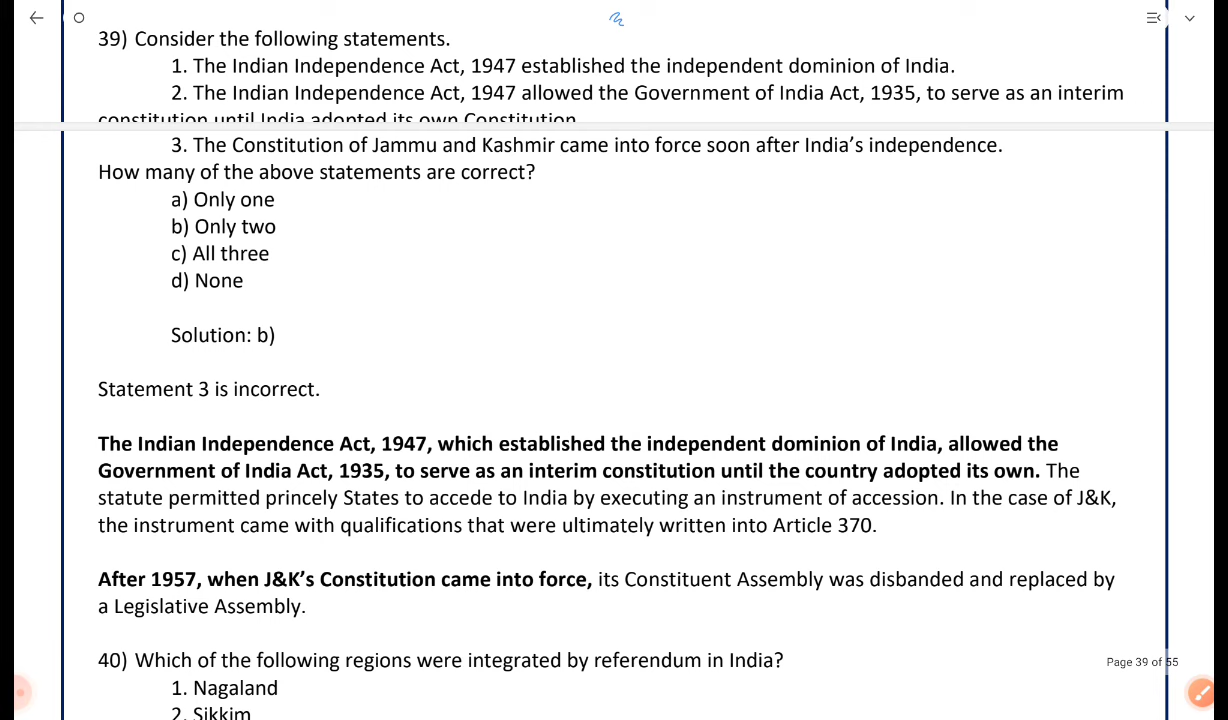 39) Consider the following statements.
1. The Indian Independence Act, 1947 established the independent dominion of India.
2. The Indian Independence Act, 1947 allowed the Government of India Act, 1935, to serve as an interim
constitution until India adopted its own Constitution
3. The Constitution of Jammu and Kashmir came into force soon after India’s independence.
How many of the above statements are correct?
a) Only one
b) Only two
c) All three
d) None
Solution: b)
Statement 3 is incorrect.
The Indian Independence Act, 1947, which established the independent dominion of India, allowed the
Government of India Act, 1935, to serve as an interim constitution until the country adopted its own. The
statute permitted princely States to accede to India by executing an instrument of accession. In the case of J&K,
the instrument came with qualifications that were ultimately written into Article 370.
After 1957, when J&K’s Constitution came into force, its Constituent Assembly was disbanded and replaced by
a Legislative Assembly.
40) Which of the following regions were integrated by referendum in India?
Page 39 of 55
1. Nagaland
2. Sikkim